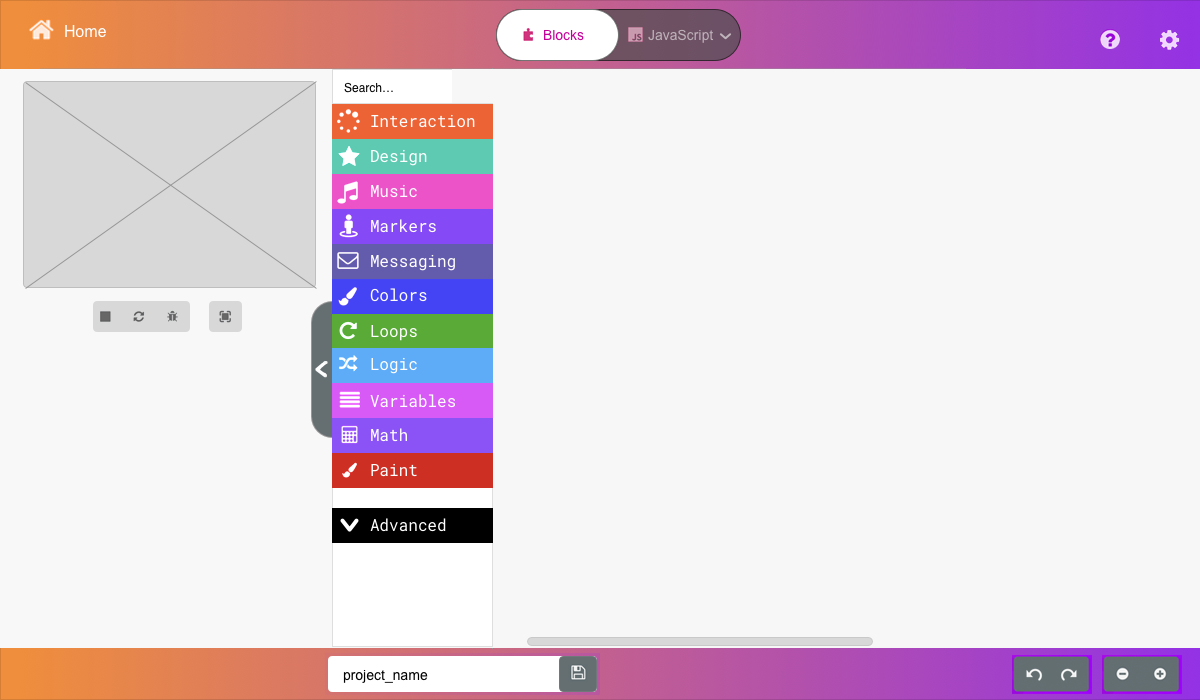 Home
Blocks
JS JavaScript
Search...
Interaction
Design
Music
Markers
Messaging
Colors
Loops
Logic
Variables
Math
Paint
Advanced
project_name